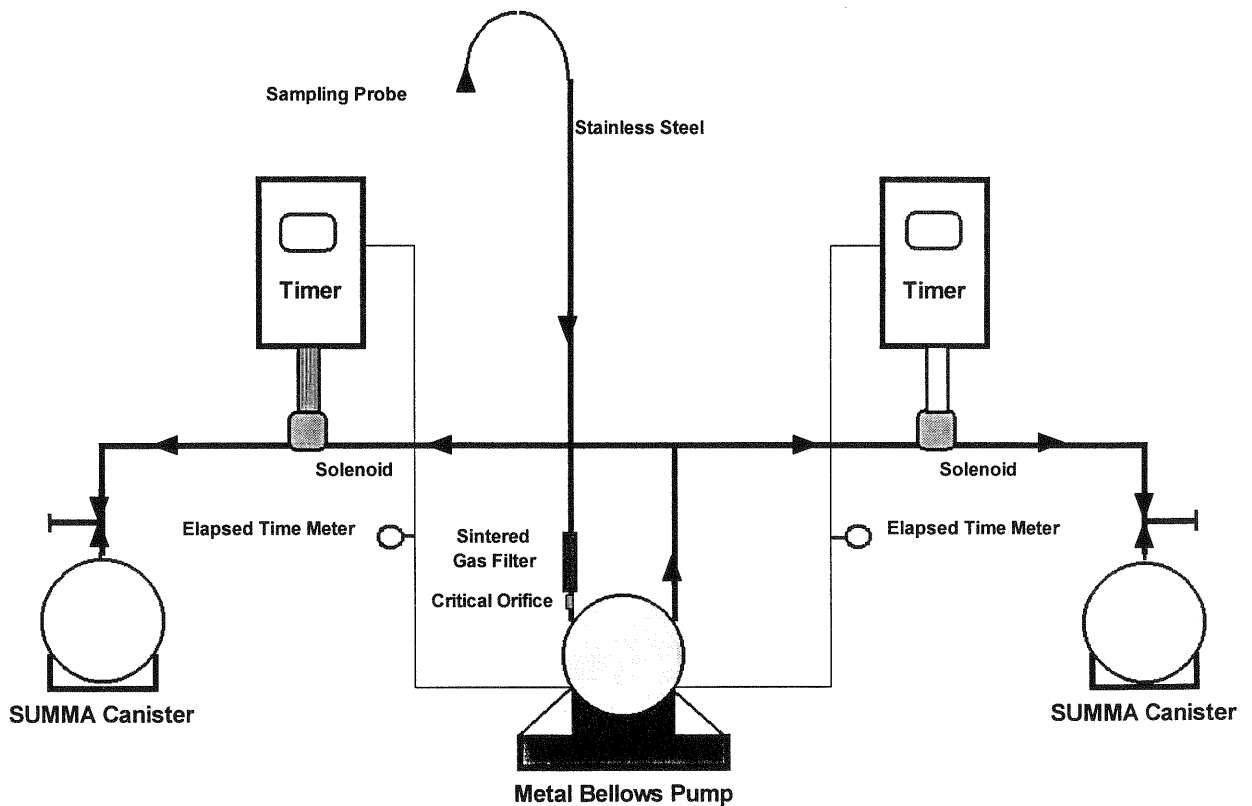 Sampling Probe
Stainless Steel
Timer
Timer
Solenoid
Solenoid
Elapsed Time Meter
Sintered
Gas Filter
Elapsed Time Meter
Critical Orifice
SUMMA Canister
SUMMA Canister
Metal Bellows Pump